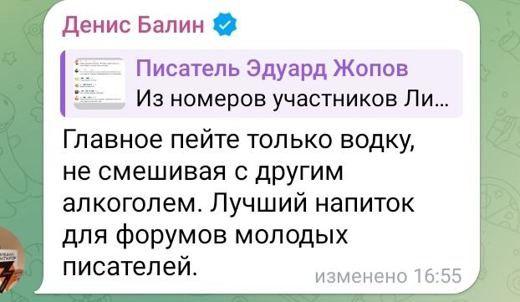 Денис Балин
Писатель Эдуард Жопов
Из номеров участников Ли...
Главное пейте только водку,
не смешивая с другим
алкоголем. Лучший напиток
для форумов молодых
писателей.
изменено 16:55